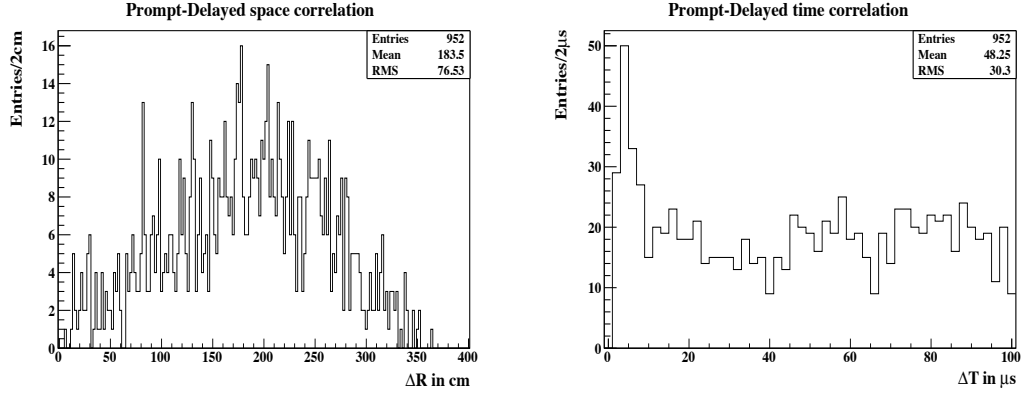 Prompt-Delayed space correlation
Entries/2cm
Entries 952
Mean 183.5
RMS 76.53
16
14
12
10
8
6
4
2
0
0 50 100 150 200 250 300 350 400
ΔR in cm
Prompt-Delayed time correlation
Entries/2μs
Entries 952
Mean 48.25
RMS 30.3
50
40
30
20
10
0
0 20 40 60 80 100
ΔT in μs